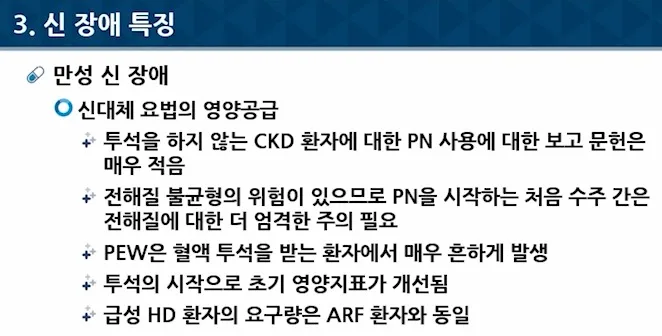 3. 신 장애 특징
만성 신 장애
신대체 요법의 영양공급
투석을 하지 않는 CKD 환자에 대한 PN 사용에 대한 보고 문헌은
매우 적음
전해질 불균형의 위험이 있으므로 PN을 시작하는 처음 수주 간은
전해질에 대한 더 엄격한 주의 필요
PEW은 혈액 투석을 받는 환자에서 매우 흔하게 발생
투석의 시작으로 초기 영양지표가 개선됨
급성 HD 환자의 요구량은 ARF 환자와 동일